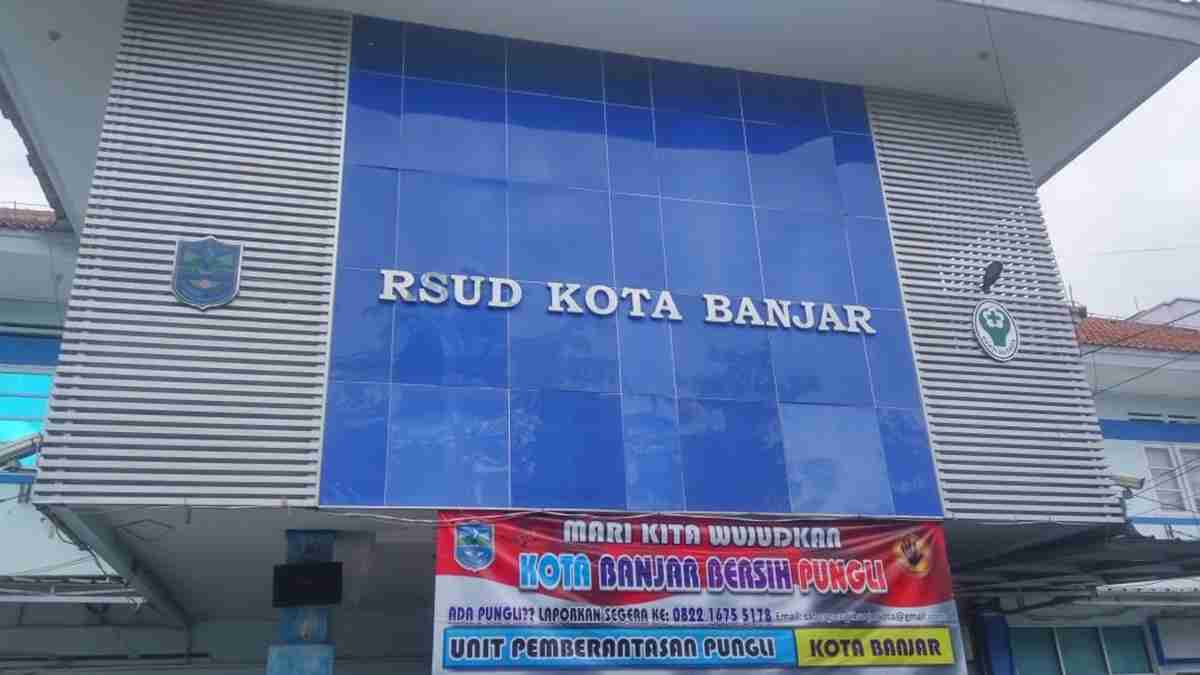 RSUD KOTA BANJAR
MARI KITA WUJUDKAN
KOTA BANJAR BERSIH PUNGLI
ADA PUNGLI?? LAPORKAN SEGERA KE: 0822 1675 5178 Email:
UNIT PEMBERANTASAN PUNGLI KOTA BANJAR